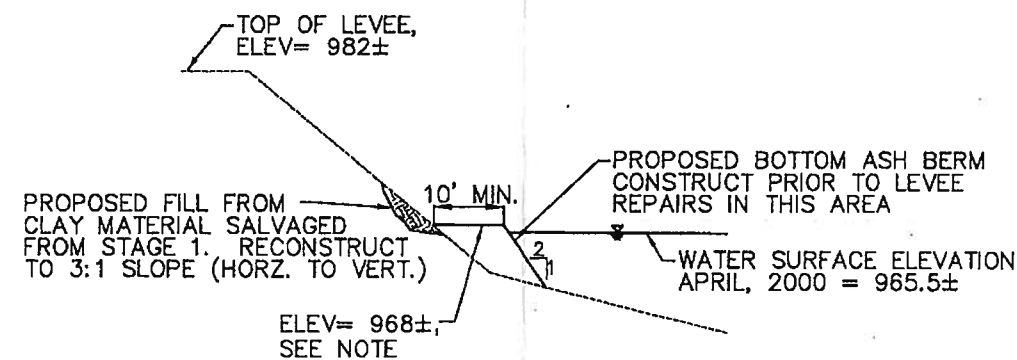 TOP OF LEVEE,
ELEV= 982±
PROPOSED BOTTOM ASH BERM
CONSTRUCT PRIOR TO LEVEE
REPAIRS IN THIS AREA
10' MIN.
PROPOSED FILL FROM
CLAY MATERIAL SALVAGED
FROM STAGE 1. RECONSTRUCT
TO 3:1 SLOPE (HORZ. TO VERT.)
2
1
WATER SURFACE ELEVATION
APRIL, 2000 = 965.5±
ELEV= 968±,
SEE NOTE